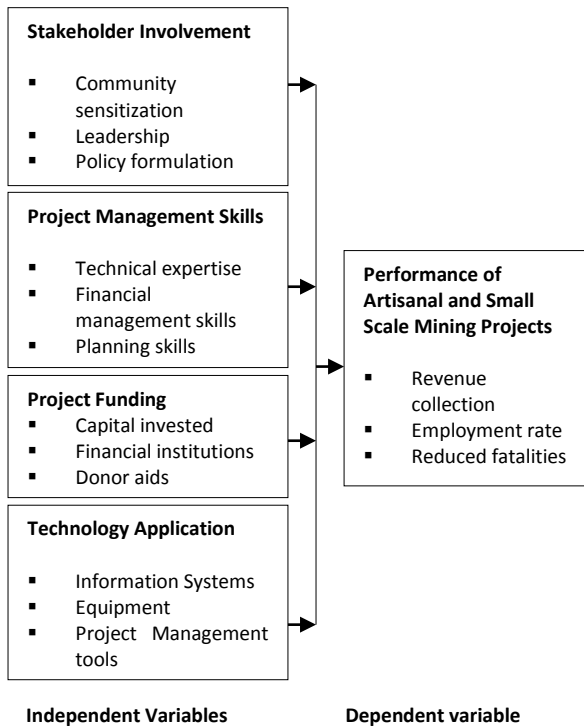 Stakeholder Involvement
▪ Community
sensitization
▪ Leadership
▪ Policy formulation
Project Management Skills
▪ Technical expertise
▪ Financial
management skills
▪ Planning skills
Project Funding
▪ Capital invested
▪ Financial institutions
▪ Donor aids
Technology Application
▪ Information Systems
▪ Equipment
▪ Project Management
tools
Independent Variables
Performance of
Artisanal and Small
Scale Mining Projects
▪ Revenue
collection
▪ Employment rate
▪ Reduced fatalities
Dependent variable